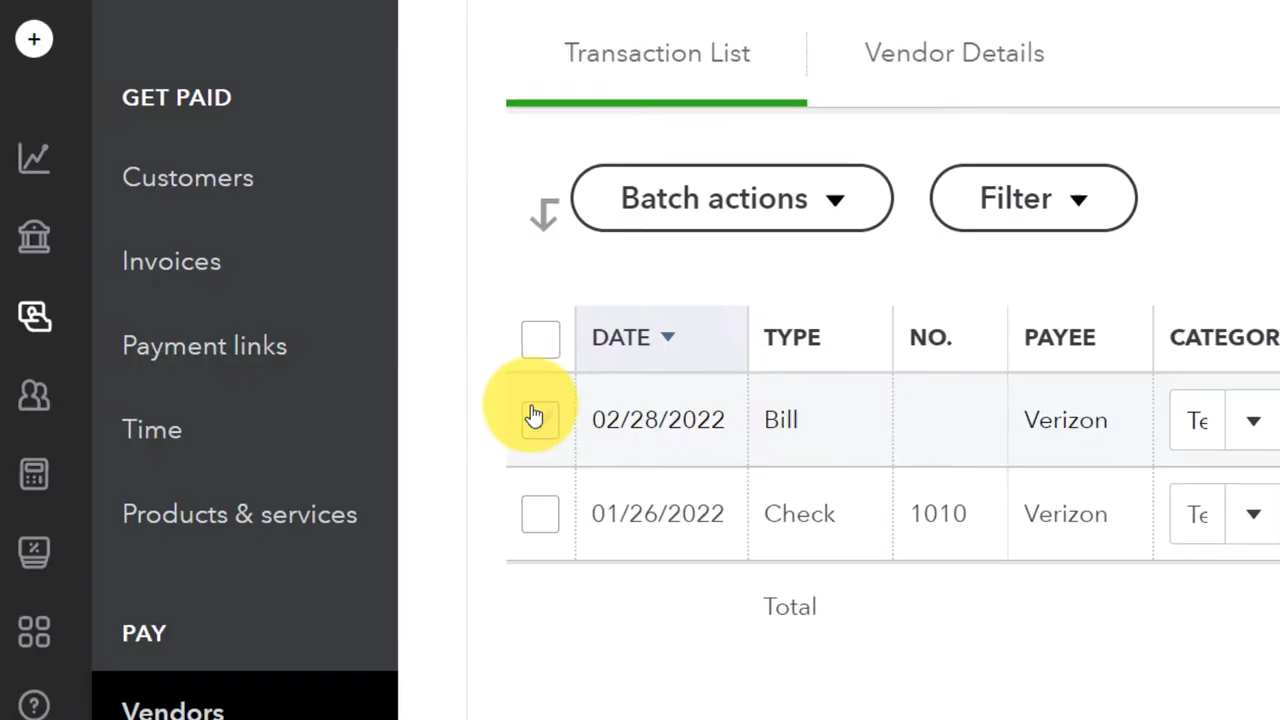 GET PAID
Customers
Invoices
Payment links
Time
Products & services
PAY
Vendors
Transaction List
Vendor Details
Batch actions
Filter
DATE TYPE NO. PAYEE CATEGOR
02/28/2022 Bill Verizon Te
01/26/2022 Check 1010 Verizon Te
Total